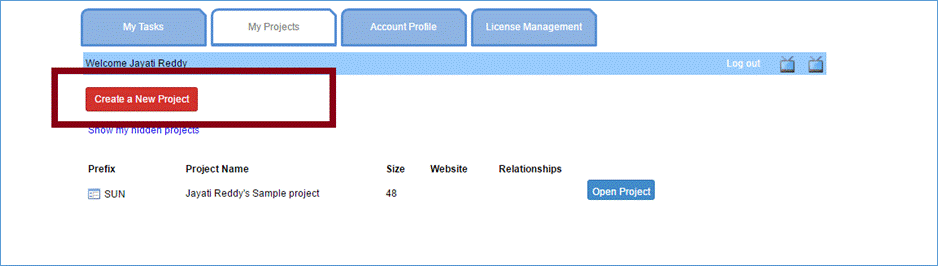 My Tasks My Projects Account Profile License Management
Welcome Jayati Reddy Log out
Create a New Project
Show my hidden projects
Prefix Project Name Size Website Relationships
SUN Jayati Reddy's Sample project 48 Open Project